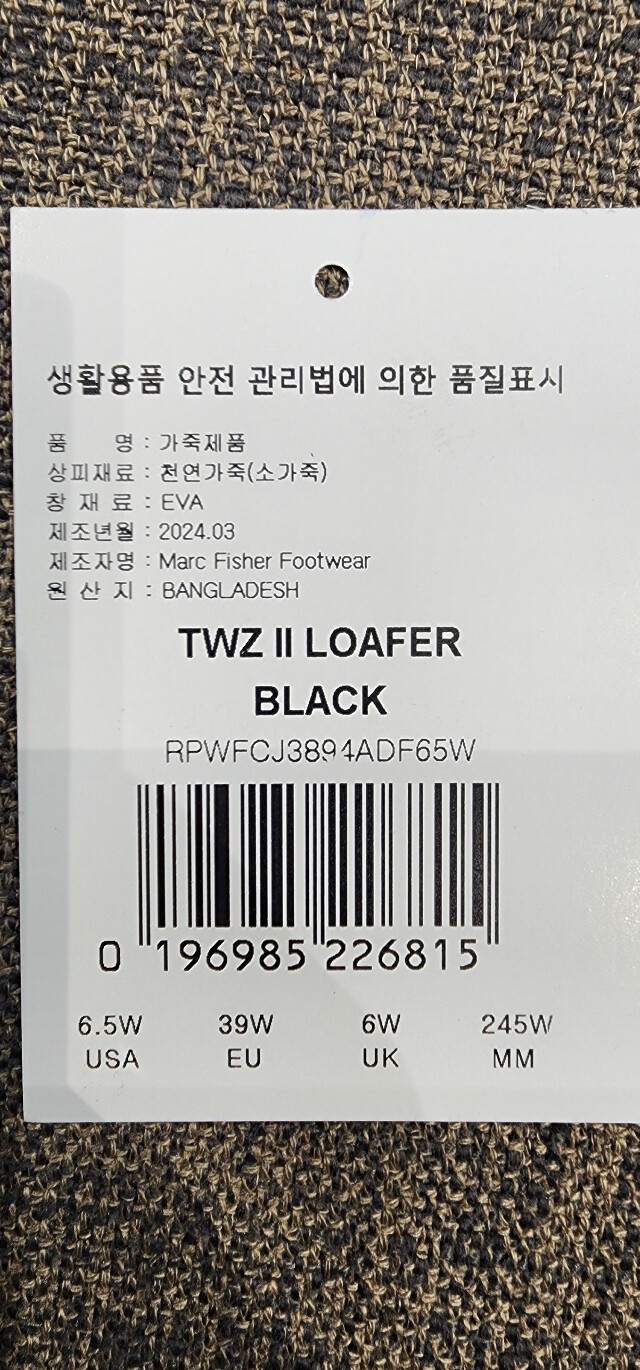 생활용품 안전 관리법에 의한 품질표시
품 명 : 가죽제품
상피재료 : 천연가죽(소가죽)
창 재 료 : EVA
제조년월 : 2024.03
제조자명 : Marc Fisher Footwear
원 산 지 : BANGLADESH
TWZ II LOAFER
BLACK
RPWFCJ3894ADF65W
0 196985 226815
6.5W 39W 6W 245W
USA EU UK MM